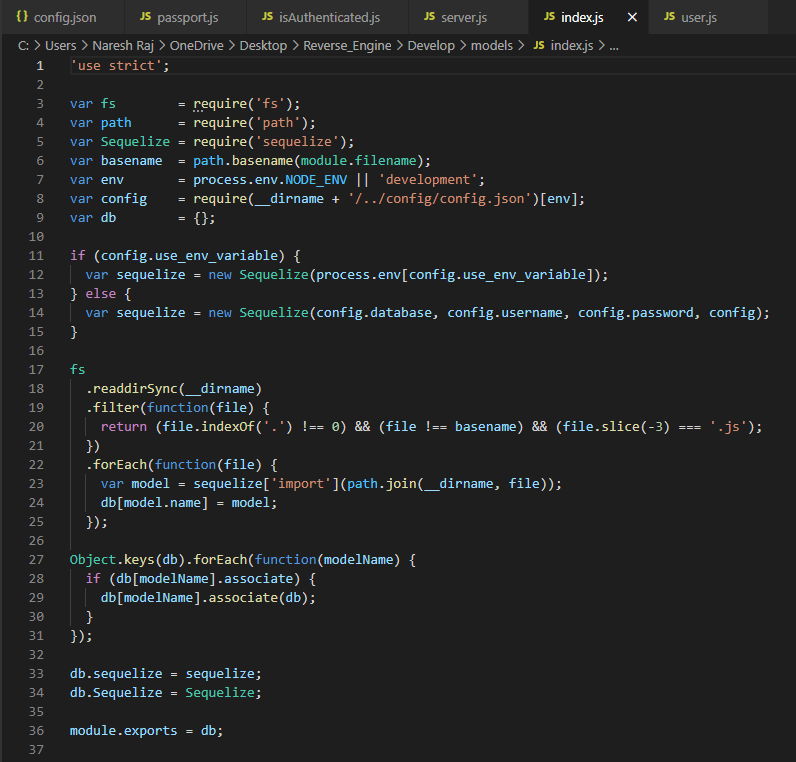 {} config.json JS passport.js JS isAuthenticated.js JS server.js JS index.js × JS user.js
C: > Users > Naresh Raj > OneDrive > Desktop > Reverse_Engine > Develop > models > JS index.js > ...
1 'use strict';
2
3 var fs        = require('fs');
4 var path      = require('path');
5 var Sequelize = require('sequelize');
6 var basename  = path.basename(module.filename);
7 var env       = process.env.NODE_ENV || 'development';
8 var config    = require(__dirname + '/../config/config.json')[env];
9 var db        = {};
10
11 if (config.use_env_variable) {
12   var sequelize = new Sequelize(process.env[config.use_env_variable]);
13 } else {
14   var sequelize = new Sequelize(config.database, config.username, config.password, config);
15 }
16
17 fs
18   .readdirSync(__dirname)
19   .filter(function(file) {
20     return (file.indexOf('.') !== 0) && (file !== basename) && (file.slice(-3) === '.js');
21   })
22   .forEach(function(file) {
23     var model = sequelize['import'](path.join(__dirname, file));
24     db[model.name] = model;
25   });
26
27 Object.keys(db).forEach(function(modelName) {
28   if (db[modelName].associate) {
29     db[modelName].associate(db);
30   }
31 });
32
33 db.sequelize = sequelize;
34 db.Sequelize = Sequelize;
35
36 module.exports = db;
37